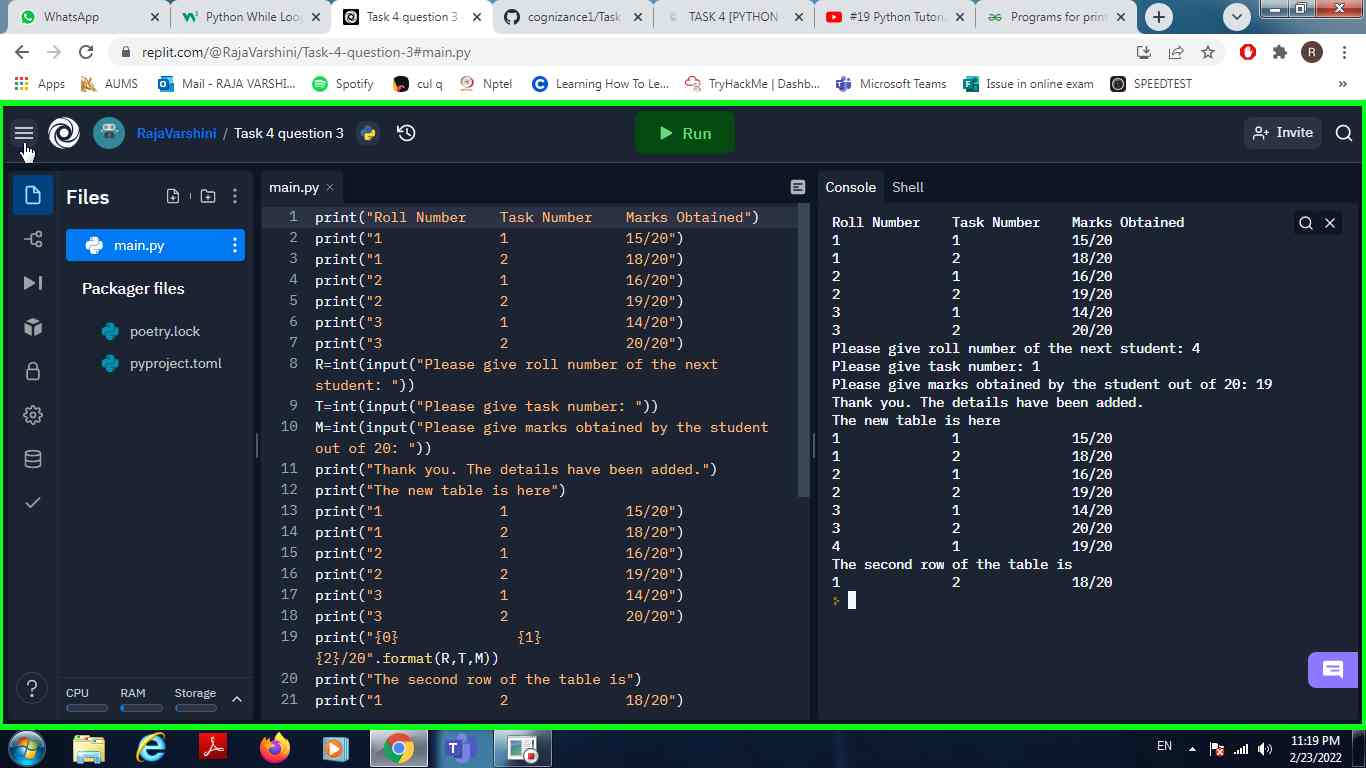 WhatsApp
Python While Loo
Task 4 question 3
cognizance1/Task
TASK 4 [PYTHON
#19 Python Tutori
Programs for print
replit.com/@RajaVarshini/Task-4-question-3#main.py
R
Apps
AUMS
Mail - RAJA VARSHI...
Spotify
cul q
Nptel
Learning How To Le...
TryHackMe | Dashb...
Microsoft Teams
Issue in online exam
SPEEDTEST
»
RajaVarshini / Task 4 question 3
Run
Invite
Files
main.py
Packager files
poetry.lock
pyproject.toml
?
CPU RAM Storage
main.py
1 print("Roll Number    Task Number    Marks Obtained")
2 print("1              1              15/20")
3 print("1              2              18/20")
4 print("2              1              16/20")
5 print("2              2              19/20")
6 print("3              1              14/20")
7 print("3              2              20/20")
8 R=int(input("Please give roll number of the next
student: "))
9 T=int(input("Please give task number: "))
10 M=int(input("Please give marks obtained by the student
out of 20: "))
11 print("Thank you. The details have been added.")
12 print("The new table is here")
13 print("1              1              15/20")
14 print("1              2              18/20")
15 print("2              1              16/20")
16 print("2              2              19/20")
17 print("3              1              14/20")
18 print("3              2              20/20")
19 print("{0}              {1}
{2}/20".format(R,T,M))
20 print("The second row of the table is")
21 print("1              2              18/20")
Console
Shell
Roll Number    Task Number    Marks Obtained
1              1              15/20
1              2              18/20
2              1              16/20
2              2              19/20
3              1              14/20
3              2              20/20
Please give roll number of the next student: 4
Please give task number: 1
Please give marks obtained by the student out of 20: 19
Thank you. The details have been added.
The new table is here
1              1              15/20
1              2              18/20
2              1              16/20
2              2              19/20
3              1              14/20
3              2              20/20
4              1              19/20
The second row of the table is
1              2              18/20
EN
11:19 PM
2/23/2022